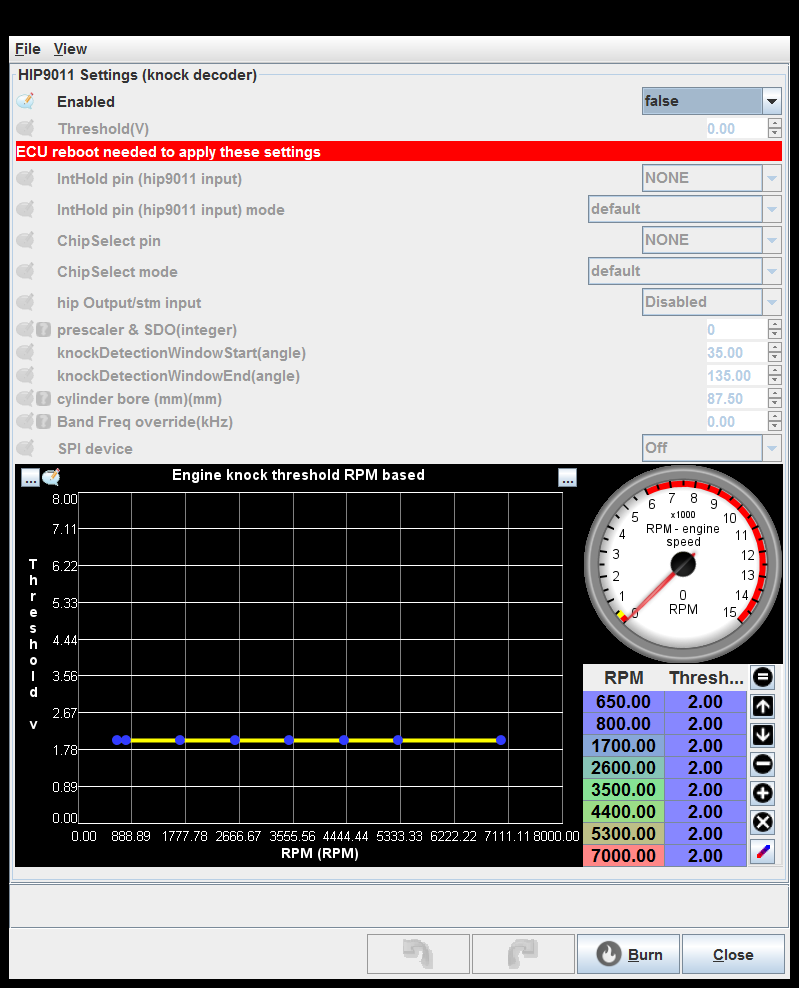 File View
HIP9011 Settings (knock decoder)
Enabled false
Threshold(V) 0.00
ECU reboot needed to apply these settings
IntHold pin (hip9011 input) NONE
IntHold pin (hip9011 input) mode default
ChipSelect pin NONE
ChipSelect mode default
hip Output/stm input Disabled
prescaler & SDO(integer) 0
knockDetectionWindowStart(angle) 35.00
knockDetectionWindowEnd(angle) 135.00
cylinder bore (mm)(mm) 87.50
Band Freq override(kHz) 0.00
SPI device Off
... Engine knock threshold RPM based ...
Threshold v
8.00
7.11
6.22
5.33
4.44
3.56
2.67
1.78
0.89
0.00
0.00 888.89 1777.78 2666.67 3555.56 4444.44 5333.33 6222.22 7111.11 8000.00
RPM (RPM)
0 1 2 3 4 5 6 7 8 9 10 11 12 13 14 15
x1000
RPM - engine
speed
0
RPM
RPM Thresh...
650.00 2.00
800.00 2.00
1700.00 2.00
2600.00 2.00
3500.00 2.00
4400.00 2.00
5300.00 2.00
7000.00 2.00
Burn Close